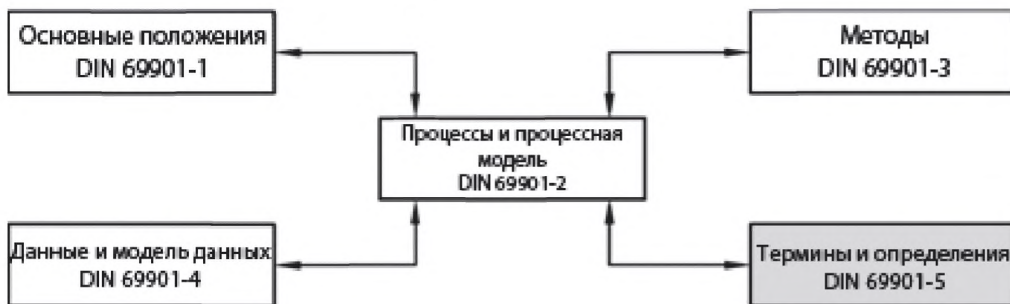 Основные положения
DIN 69901-1
Методы
DIN 69901-3
Процессы и процессная
модель
DIN 69901-2
Данные и модель данных
DIN 69901-4
Термины и определения
DIN 69901-5